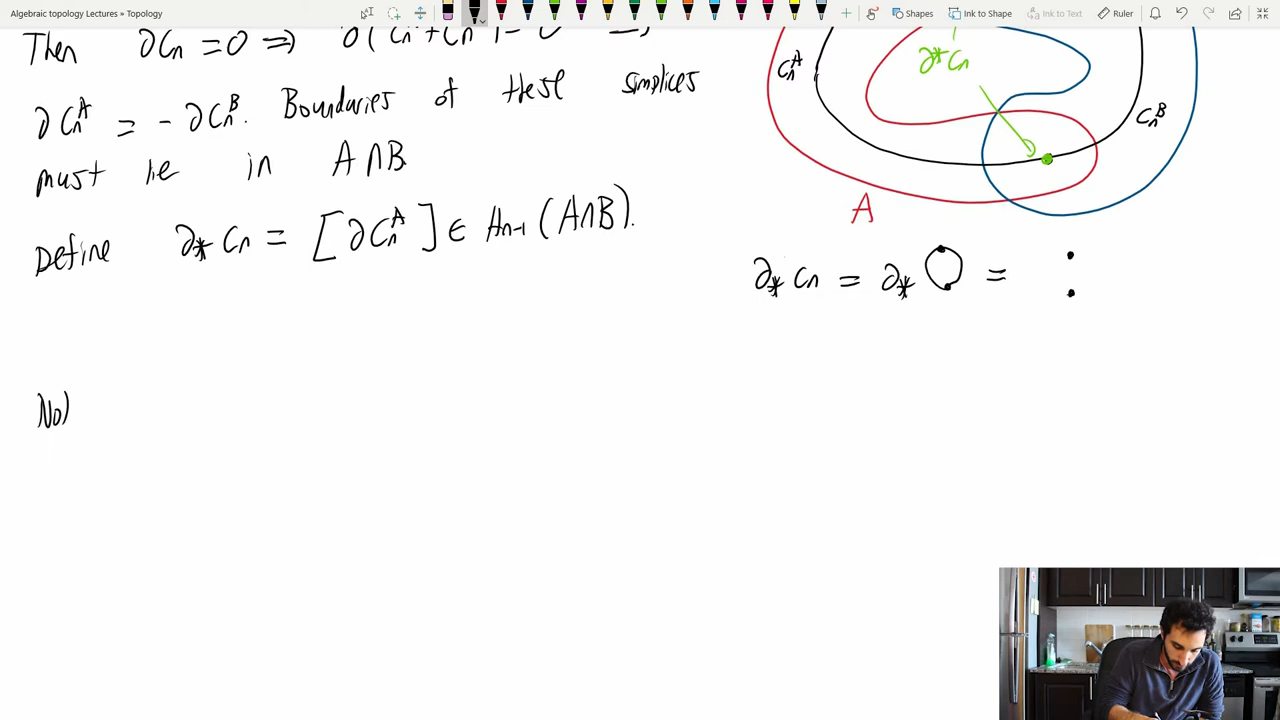 Algebraic topology Lectures » Topology
Shapes
Ink to Shape
Ink to Text
Ruler
Then ∂Cn = 0 ⇒
∂Cn^A = - ∂Cn^B. Boundaries of these simplices
must lie in A∩B
Define ∂* Cn = [∂Cn^A] ∈ Hn-1 (A∩B).
Cn^A
∂* Cn
Cn^B
A
∂* Cn = ∂* =
No